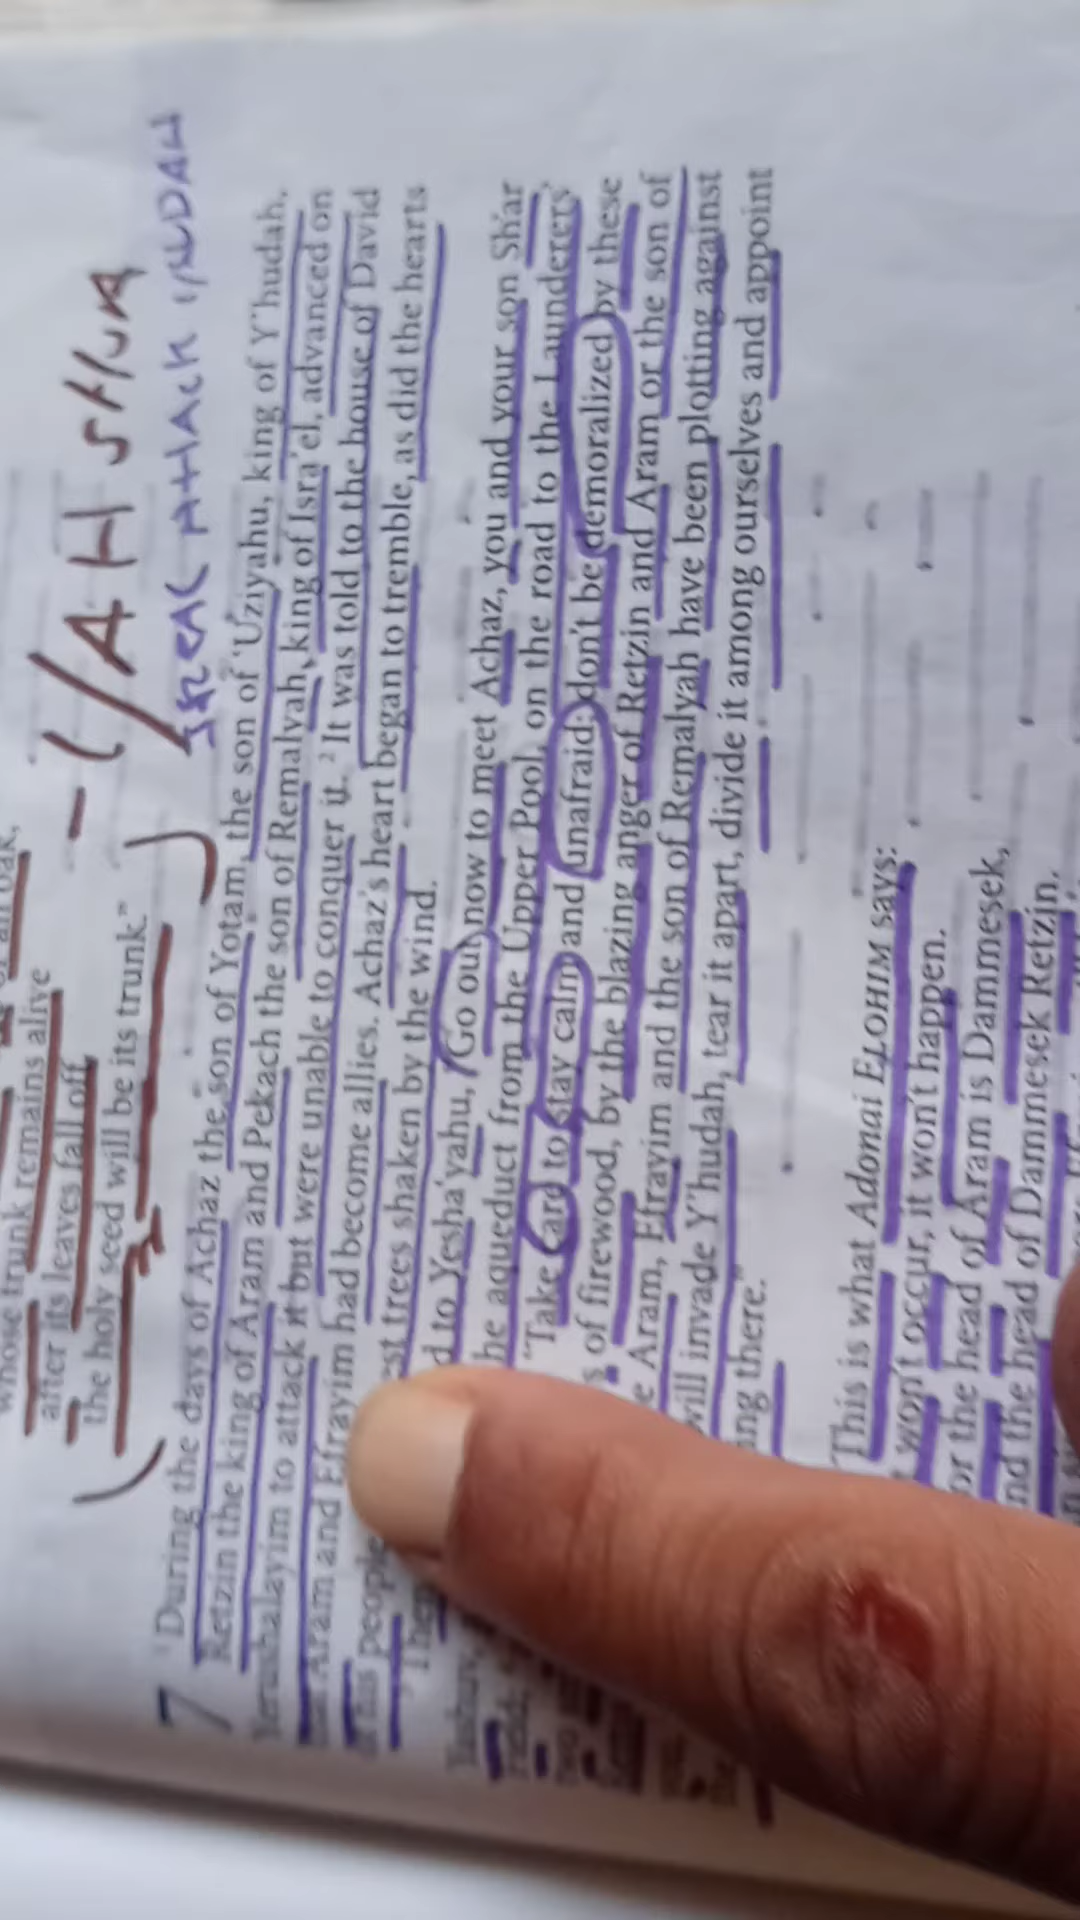 whose trunk remains alive
after its leaves fall off
the holy seed will be its trunk."
ATTACK
7 ¹During the days of Achaz the son of Yotam, the son of 'Uziyahu, king of Y'hudah,
Retzin the king of Aram and Pekach the son of Remalyah, king of Isra'el, advanced on
Yerushalayim to attack it but were unable to conquer it. ² It was told to the house of David
Aram and Efrayim had become allies. Achaz's heart began to tremble, as did the hearts
of his people trees shaken by the wind.
to Yesha'yahu, "Go out now to meet Achaz, you and your son Sh'ar
aqueduct from the Upper Pool, on the road to the Launderers'
"Take care to stay calm and unafraid; don't be demoralized by these
two of firewood, by the blazing anger of Retzin and Aram or the son of
Aram, Efrayim and the son of Remalyah have been plotting against
will invade Y'hudah, tear it apart, divide it among ourselves and appoint
there."
This is what Adonai ELOHIM says:
won't occur, it won't happen.
the head of Aram is Dammesek,
and the head of Dammesek Retzin.